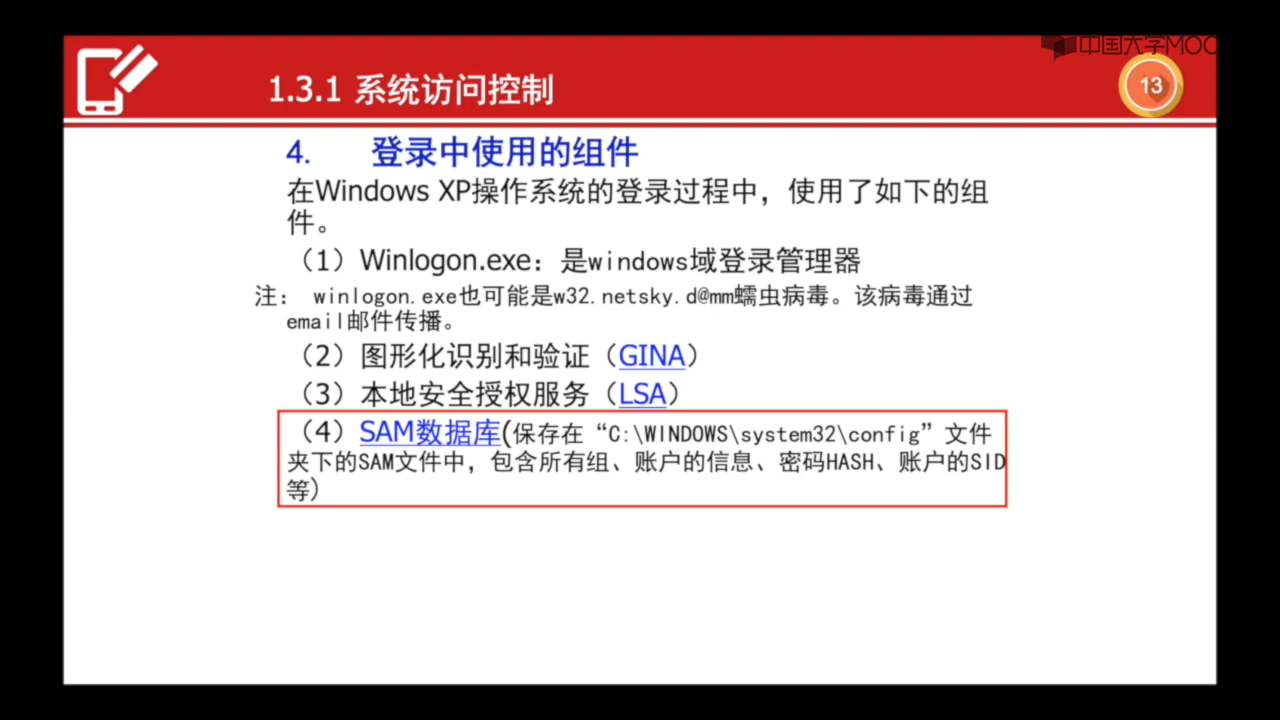 中国大学MOO
1.3.1 系统访问控制
13
4. 登录中使用的组件
在Windows XP操作系统的登录过程中，使用了如下的组
件。
（1）Winlogon.exe：是windows域登录管理器
注： winlogon.exe也可能是w32.netsky.d@mm蠕虫病毒。该病毒通过
email邮件传播。
（2）图形化识别和验证（GINA）
（3）本地安全授权服务（LSA）
（4）SAM数据库(保存在“C:\WINDOWS\system32\config”文件
夹下的SAM文件中，包含所有组、账户的信息、密码HASH、账户的SID
等)